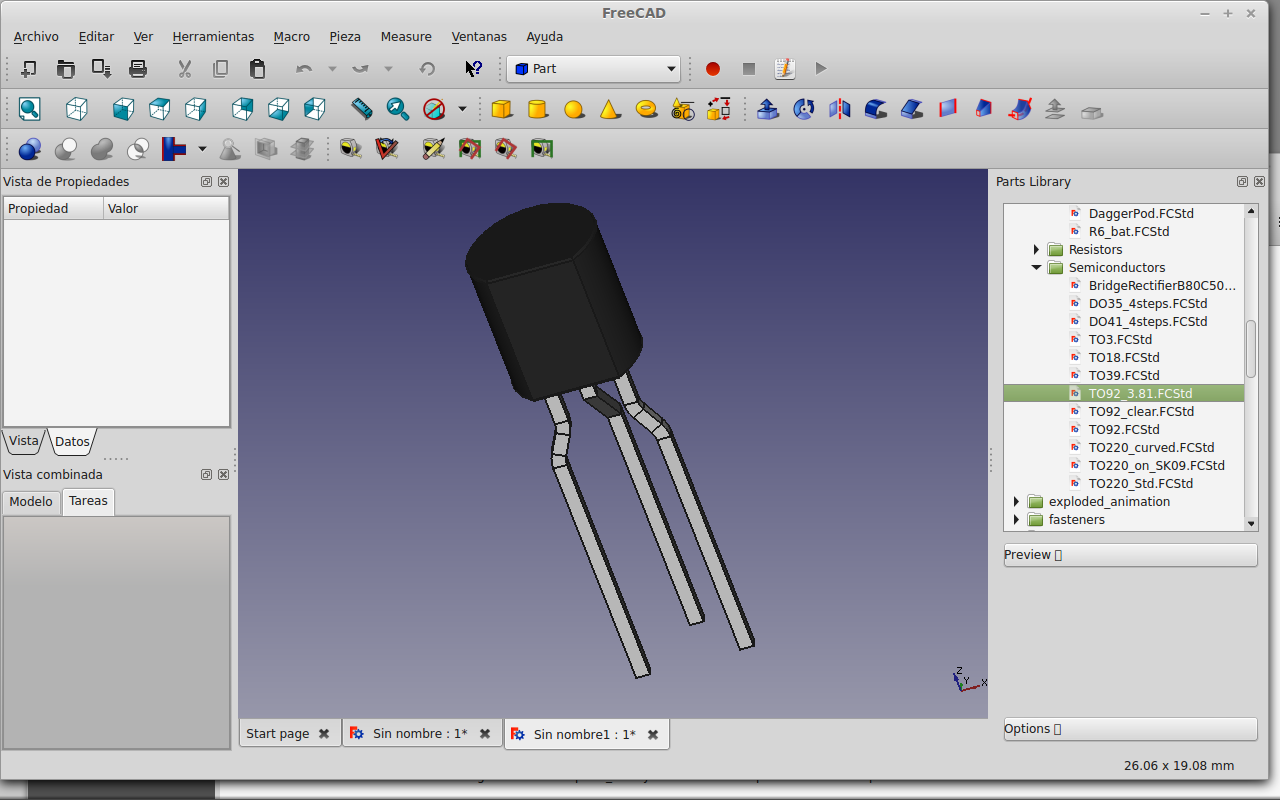 FreeCAD
Archivo Editar Ver Herramientas Macro Pieza Measure Ventanas Ayuda
Part
Vista de Propiedades
Propiedad Valor
Vista Datos
Vista combinada
Modelo Tareas
Z
Y
X
Start page Sin nombre : 1* Sin nombre1 : 1*
Parts Library
DaggerPod.FCStd
R6_bat.FCStd
Resistors
Semiconductors
BridgeRectifierB80C50...
DO35_4steps.FCStd
DO41_4steps.FCStd
TO3.FCStd
TO18.FCStd
TO39.FCStd
TO92_3.81.FCStd
TO92_clear.FCStd
TO92.FCStd
TO220_curved.FCStd
TO220_on_SK09.FCStd
TO220_Std.FCStd
exploded_animation
fasteners
Preview
Options
26.06 x 19.08 mm